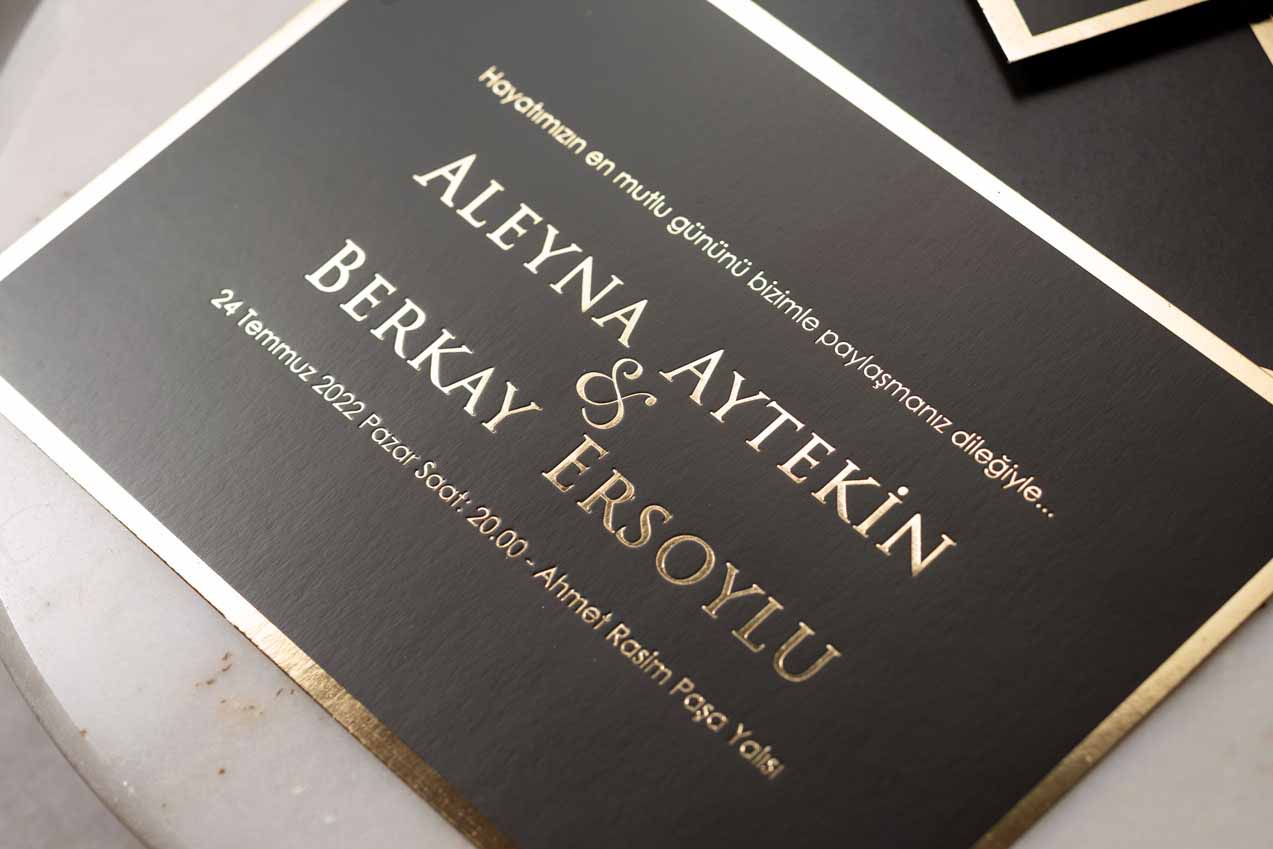 Hayatımızın en mutlu gününü bizimle paylaşmanız dileğiyle...
ALEYNA AYTEKİN
&
BERKAY ERSOYLU
24 Temmuz 2022 Pazar Saat: 20.00 - Ahmet Rasim Paşa Yalısı